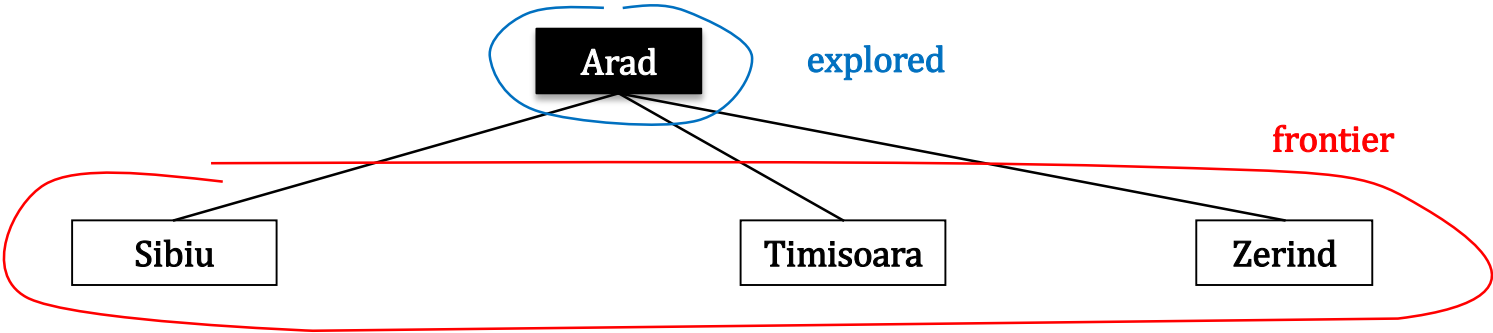 Arad
explored
frontier
Sibiu
Timisoara
Zerind